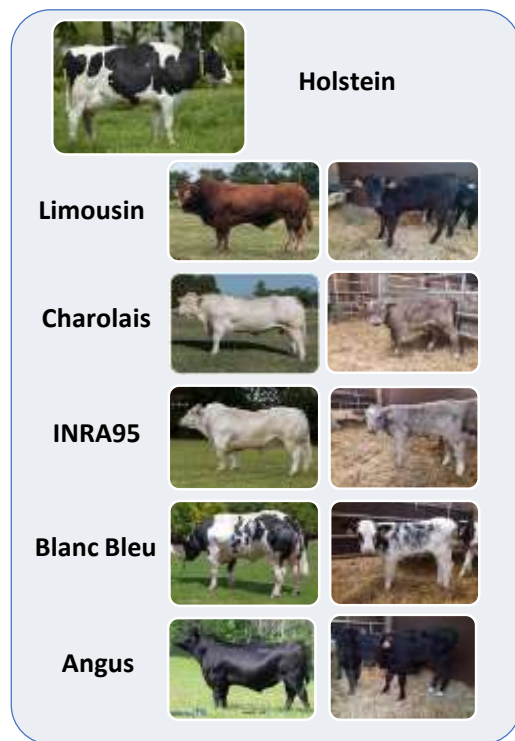 Holstein
Limousin
Charolais
INRA95
Blanc Bleu
Angus